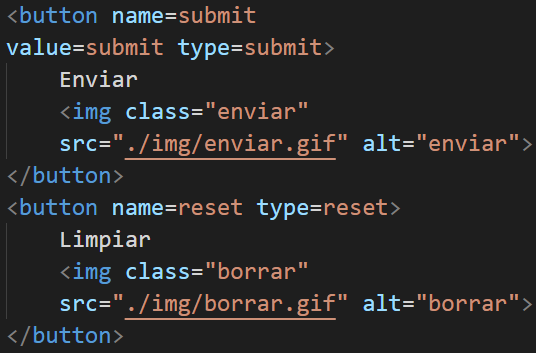 <button name=submit
value=submit type=submit>
    Enviar
    <img class="enviar"
    src="./img/enviar.gif" alt="enviar">
</button>
<button name=reset type=reset>
    Limpiar
    <img class="borrar"
    src="./img/borrar.gif" alt="borrar">
</button>